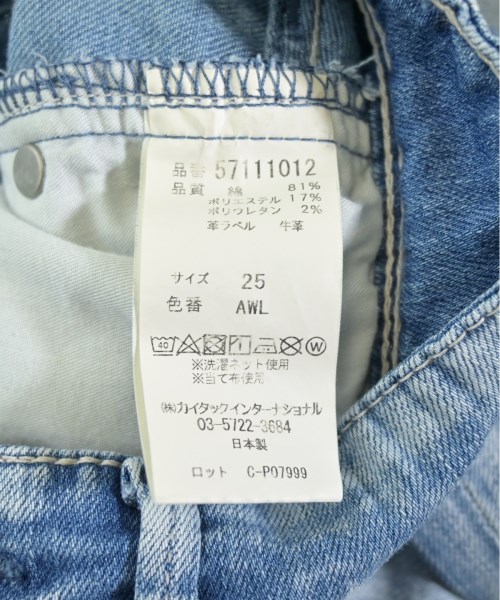 品番 57111012
品質 綿 81%
ポリエステル 17%
ポリウレタン 2%
革ラベル 牛革
サイズ 25
色番 AWL
40 W
※洗濯ネット使用
※当て布使用
㈱カイタックインターナショナル
03-5722-3684
日本製
ロット C-P07999